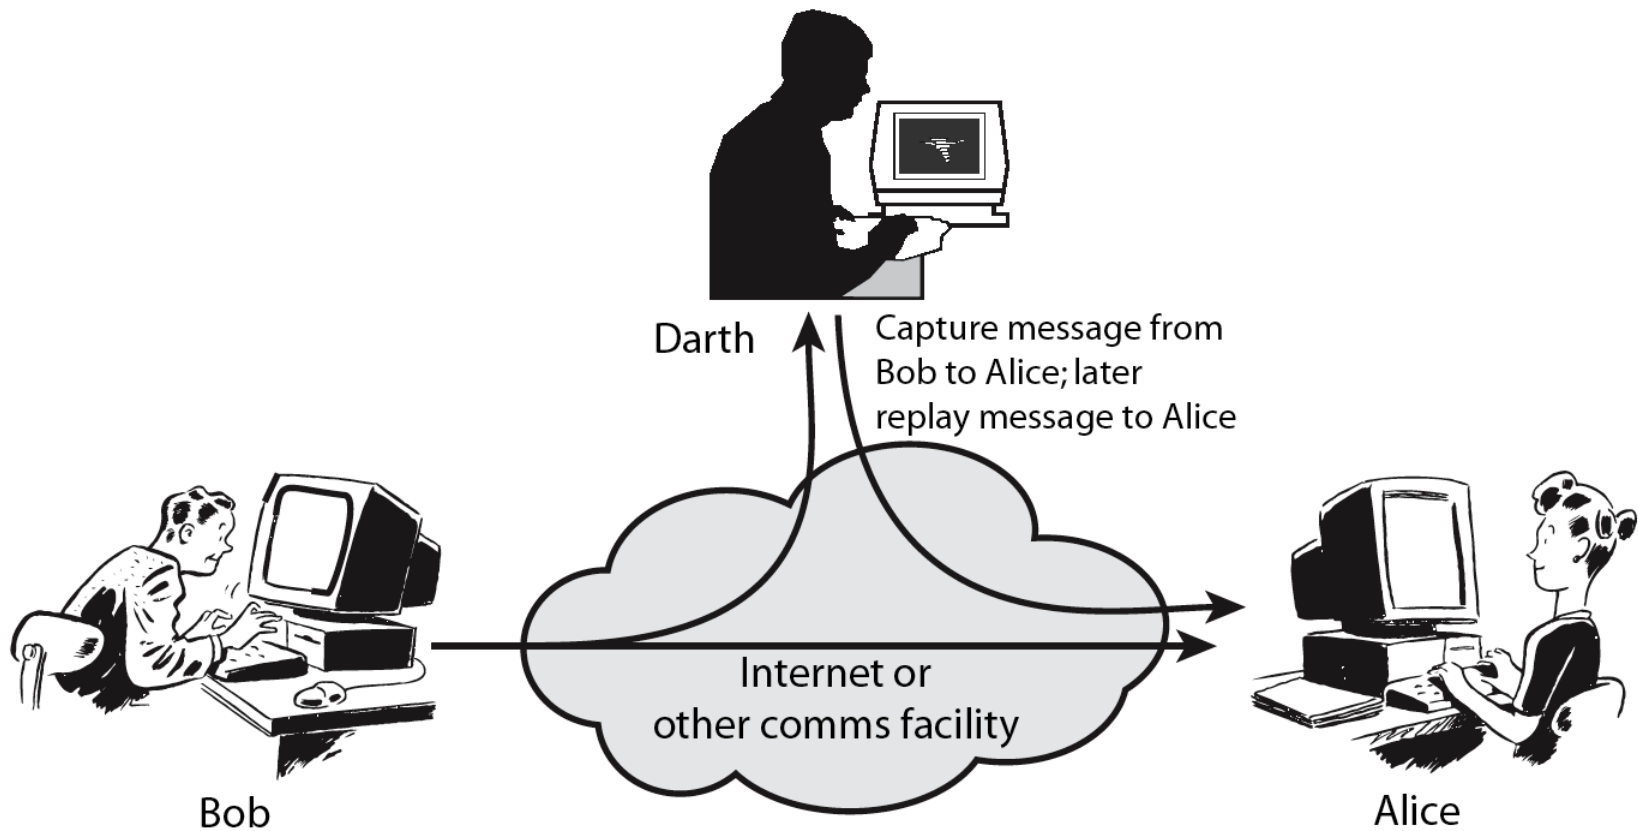 Darth
Capture message from
Bob to Alice; later
replay message to Alice
Internet or
other comms facility
Bob
Alice